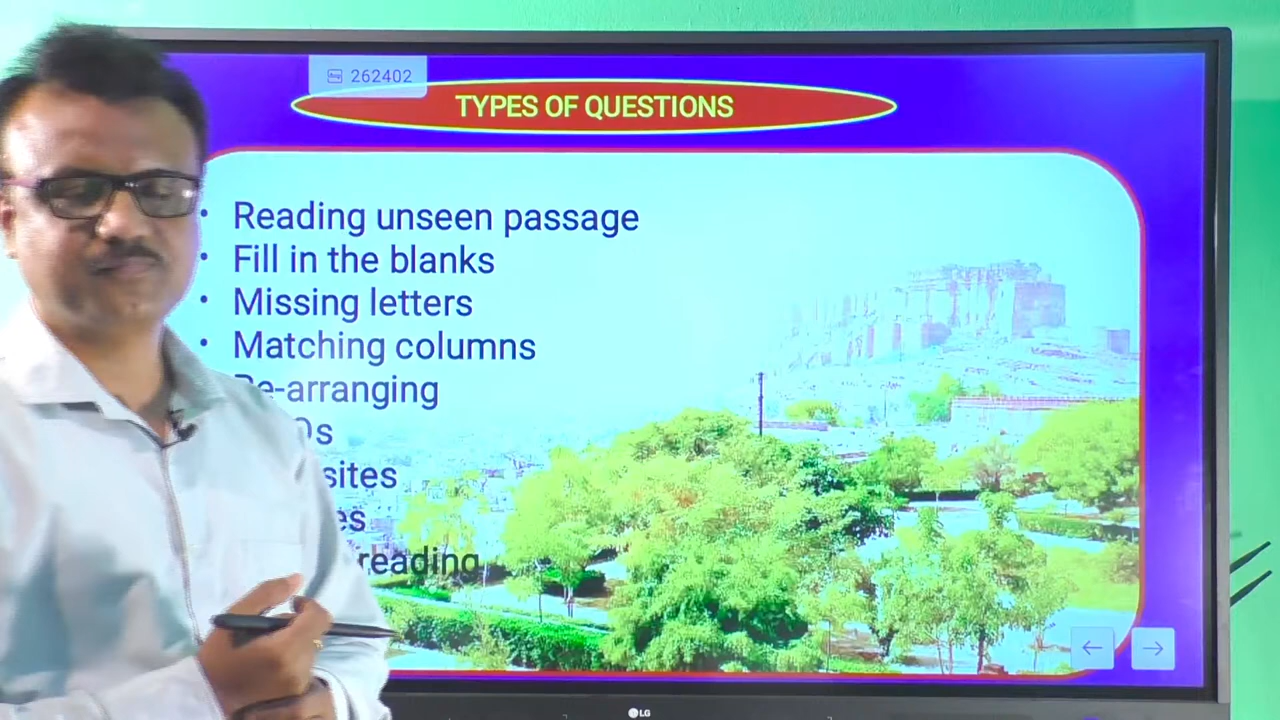 262402
TYPES OF QUESTIONS
• Reading unseen passage
• Fill in the blanks
• Missing letters
• Matching columns
e-arranging
s
sites
es
reading
LG